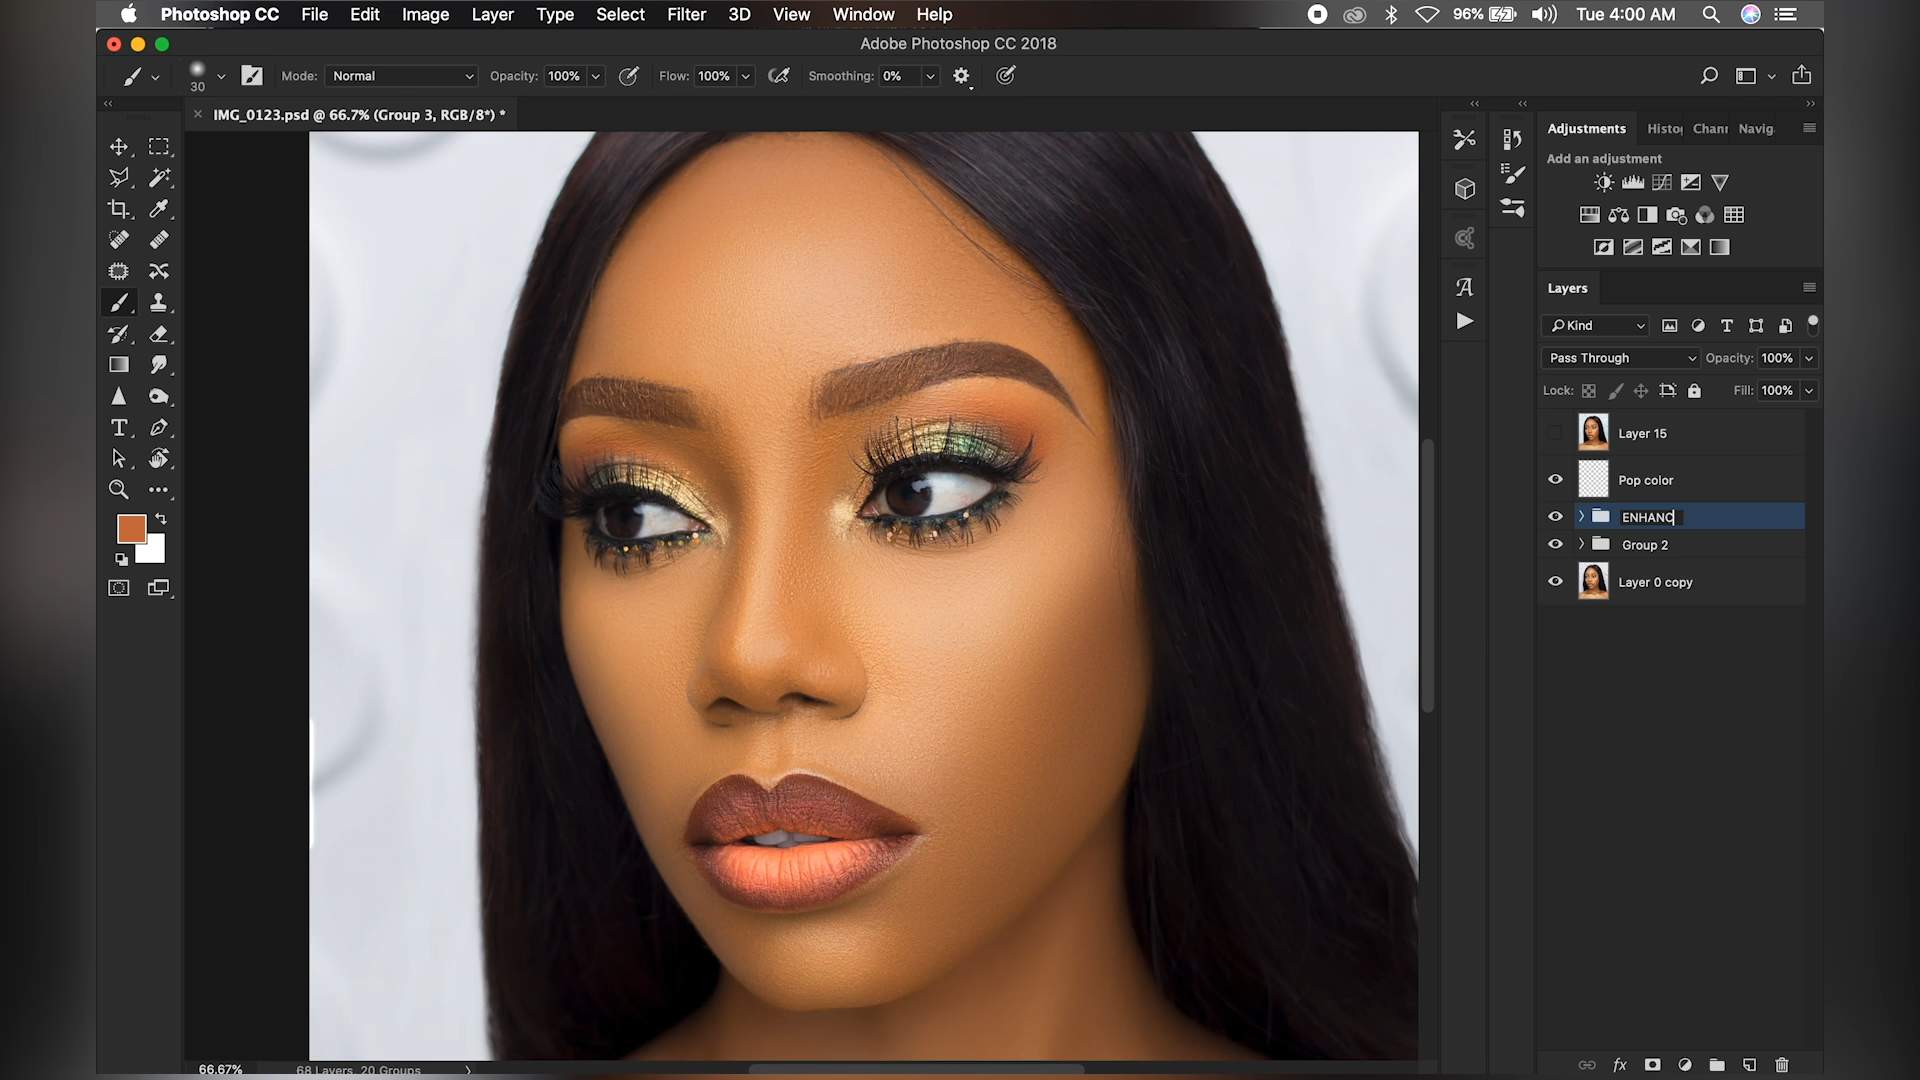 Photoshop CC File Edit Image Layer Type Select Filter 3D View Window Help 96% Tue 4:00 AM
Adobe Photoshop CC 2018
30 Mode: Normal Opacity: 100% Flow: 100% Smoothing: 0%
IMG_0123.psd @ 66.7% (Group 3, RGB/8*) *
Adjustments Histo Chann Navig
Add an adjustment
Layers
Kind
Pass Through Opacity: 100%
Lock: Fill: 100%
Layer 15
Pop color
ENHANC
Group 2
Layer 0 copy
66.67% 68 Layers, 20 Groups